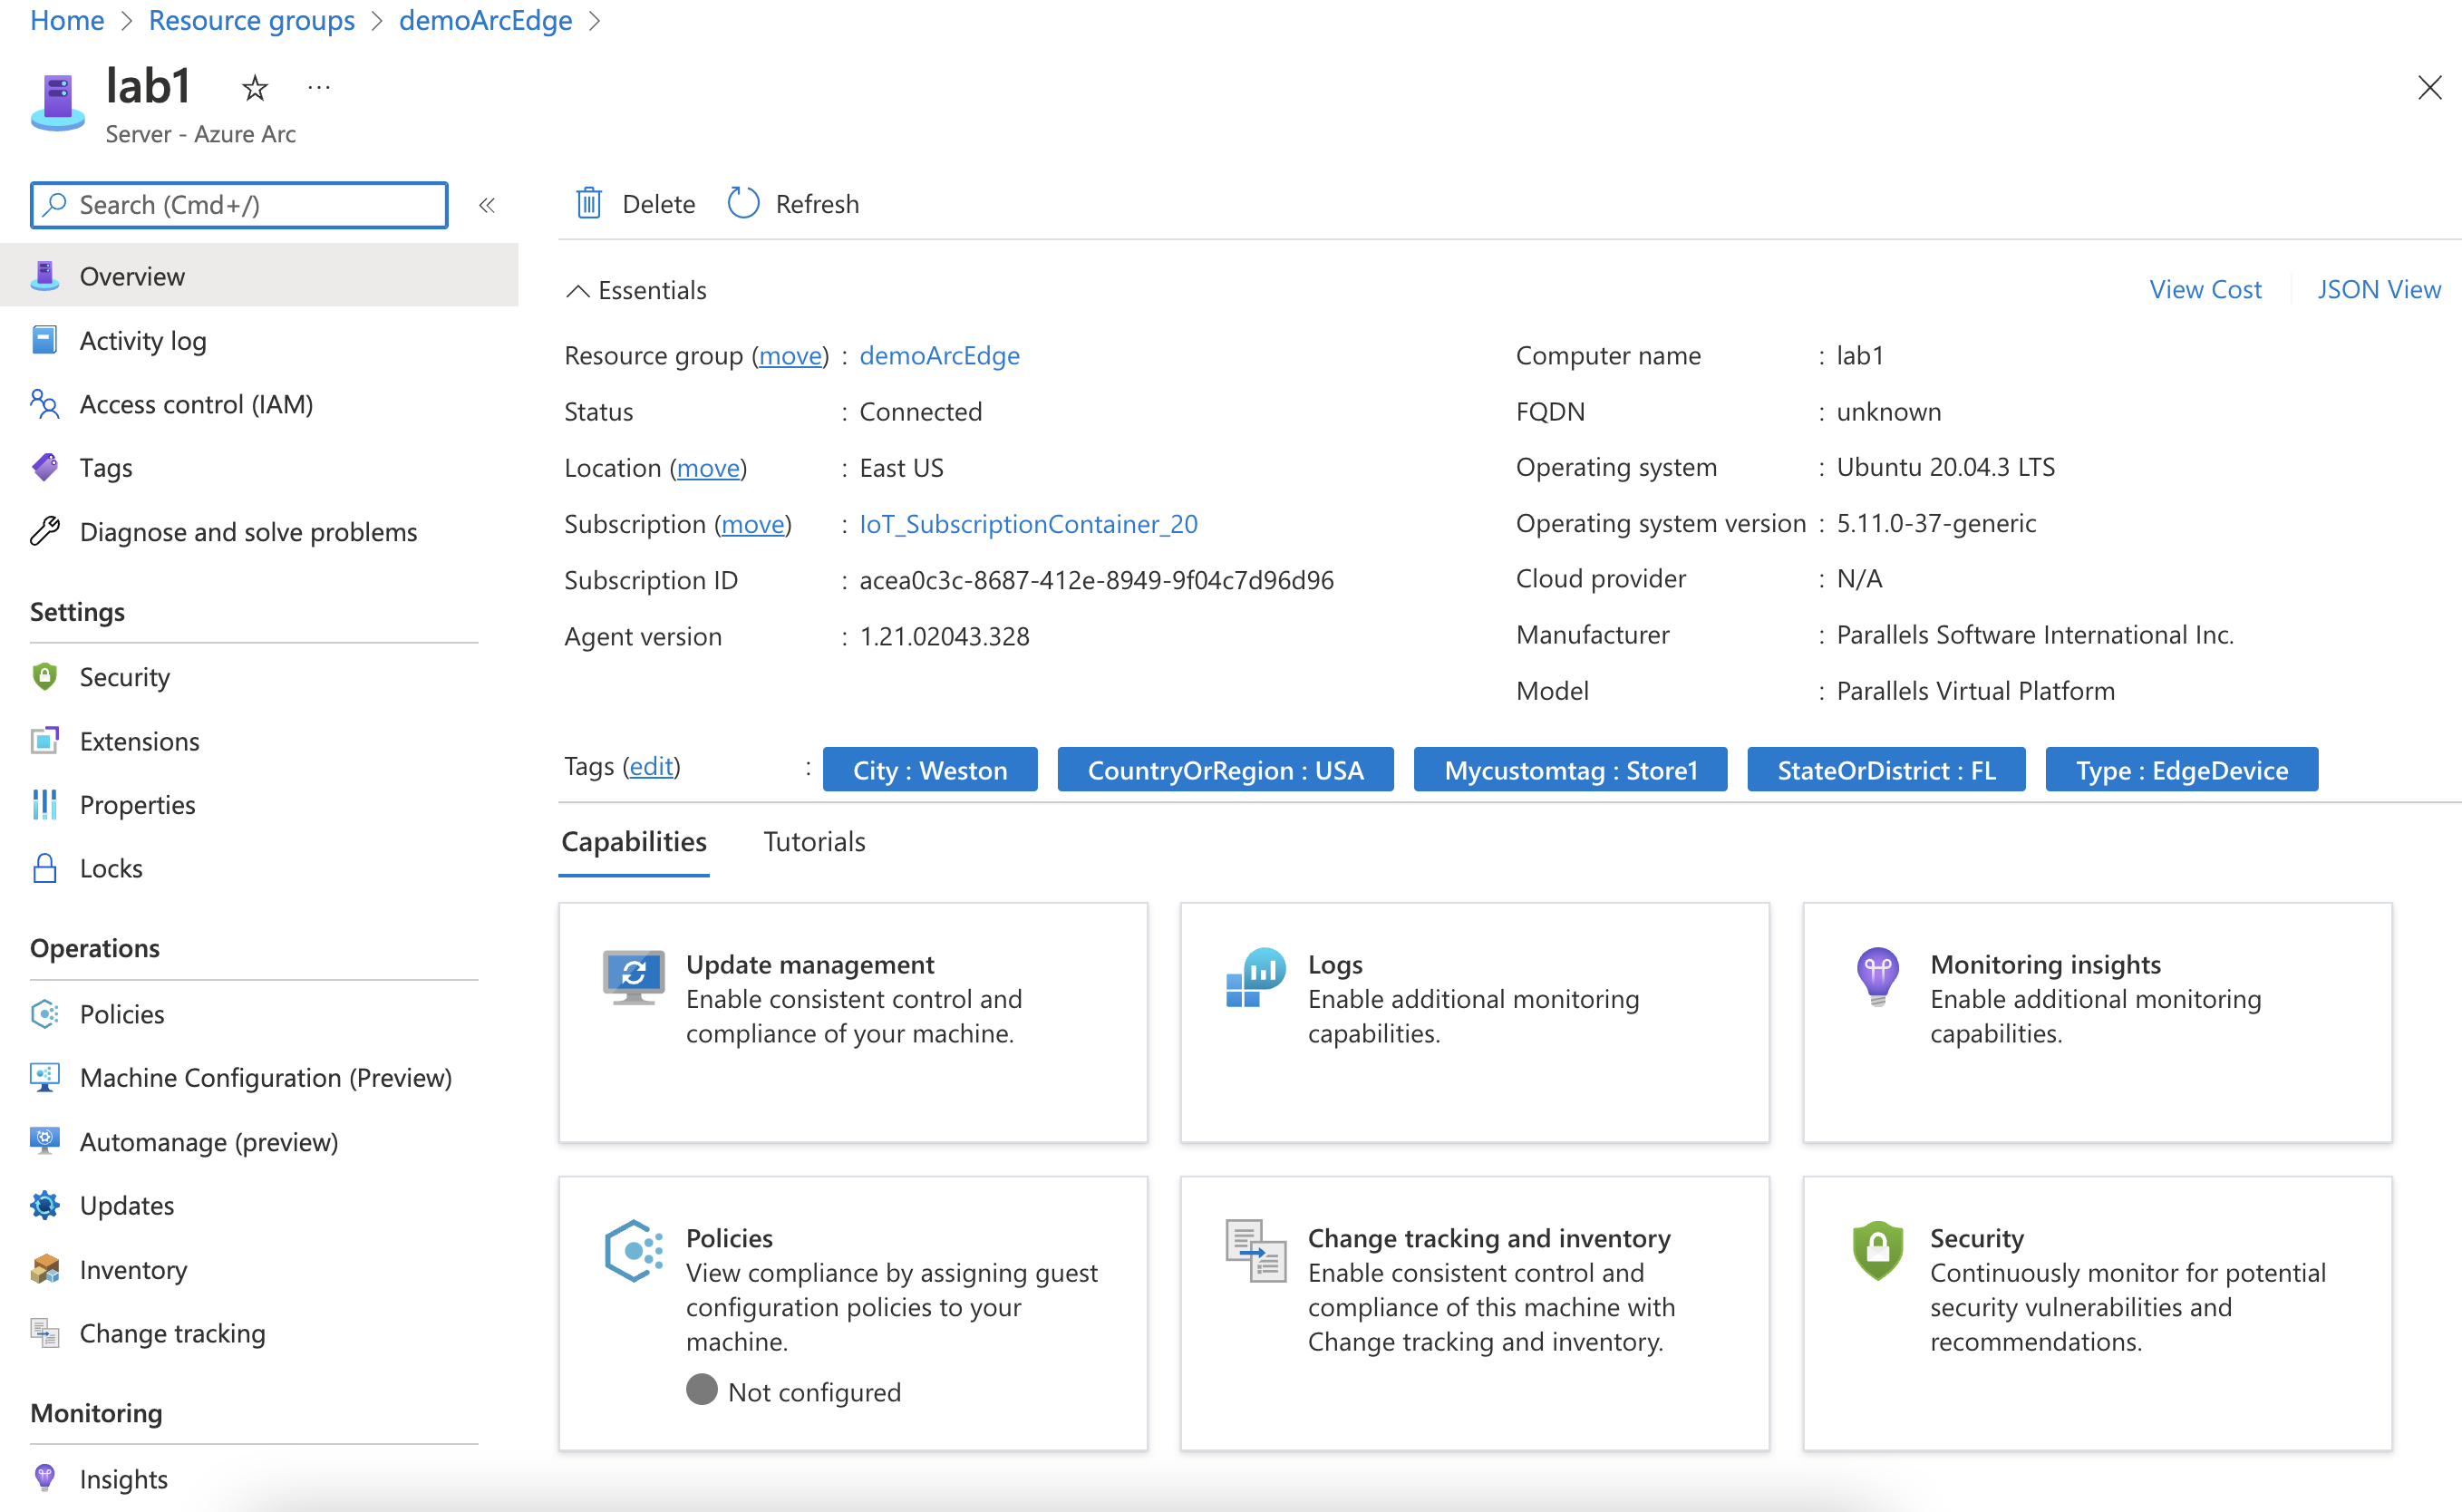 Home > Resource groups > demoArcEdge >
lab1 ...
Server - Azure Arc
Search (Cmd+/) «
Overview
Activity log
Access control (IAM)
Tags
Diagnose and solve problems
Settings
Security
Extensions
Properties
Locks
Operations
Policies
Machine Configuration (Preview)
Automanage (preview)
Updates
Inventory
Change tracking
Monitoring
Insights
Delete Refresh
Essentials
View Cost JSON View
Resource group (move) : demoArcEdge
Status : Connected
Location (move) : East US
Subscription (move) : IoT_SubscriptionContainer_20
Subscription ID : acea0c3c-8687-412e-8949-9f04c7d96d96
Agent version : 1.21.02043.328
Computer name : lab1
FQDN : unknown
Operating system : Ubuntu 20.04.3 LTS
Operating system version : 5.11.0-37-generic
Cloud provider : N/A
Manufacturer : Parallels Software International Inc.
Model : Parallels Virtual Platform
Tags (edit) : City : Weston CountryOrRegion : USA Mycustomtag : Store1 StateOrDistrict : FL Type : EdgeDevice
Capabilities Tutorials
Update management
Enable consistent control and
compliance of your machine.
Logs
Enable additional monitoring
capabilities.
Monitoring insights
Enable additional monitoring
capabilities.
Policies
View compliance by assigning guest
configuration policies to your
machine.
Not configured
Change tracking and inventory
Enable consistent control and
compliance of this machine with
Change tracking and inventory.
Security
Continuously monitor for potential
security vulnerabilities and
recommendations.